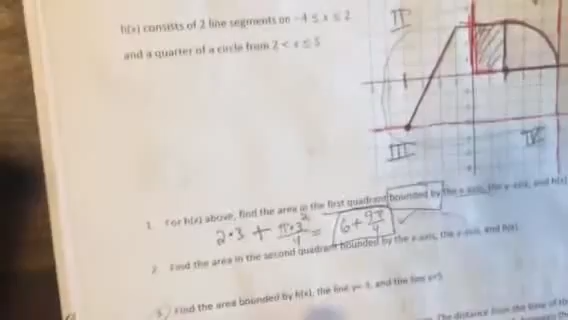 h(x) consists of 2 line segments on −4 ≤ x ≤ 2
and a quarter of a circle from 2 < x ≤ 5
II
III
IV
1. For h(x) above, find the area in the first quadrant bounded by the x-axis, the y-axis, and h(x)
2·3 + π·3²/4 = 6 + 9π/4 ✓
2. Find the area in the second quadrant bounded by the x-axis, the y-axis, and h(x)
3. Find the area bounded by h(x), the line y=-3, and the line x=5
The distance from the time of